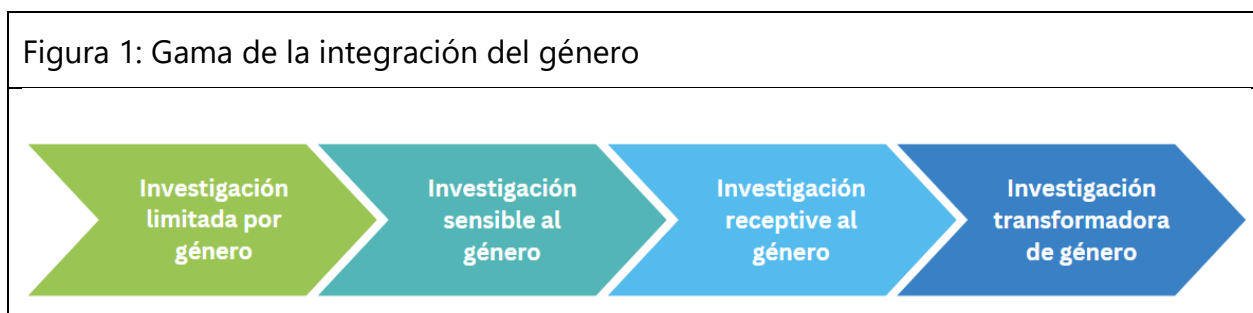 Figura 1: Gama de la integración del género
Investigación
limitada por
género
Investigación
sensible al
género
Investigación
receptive al
género
Investigación
transformadora
de género